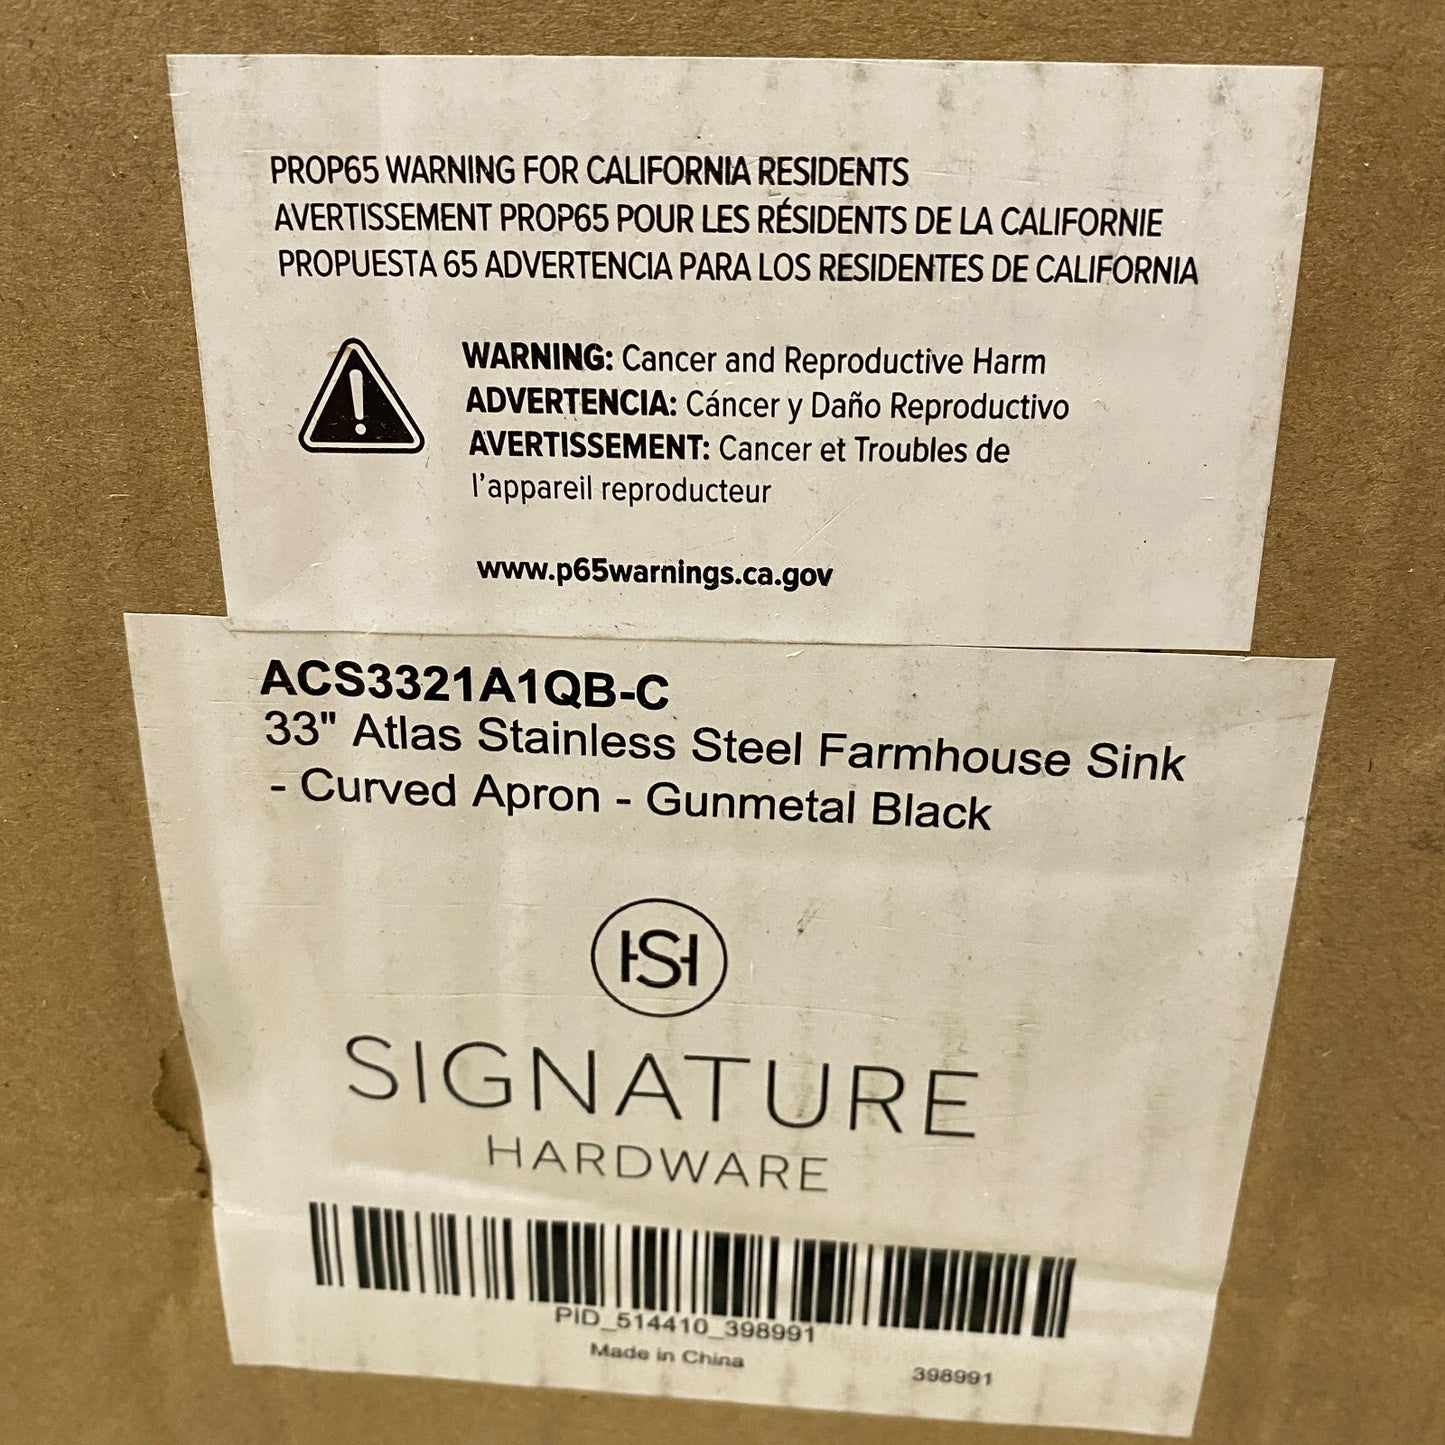 PROP65 WARNING FOR CALIFORNIA RESIDENTS
AVERTISSEMENT PROP65 POUR LES RÉSIDENTS DE LA CALIFORNIE
PROPUESTA 65 ADVERTENCIA PARA LOS RESIDENTES DE CALIFORNIA
WARNING: Cancer and Reproductive Harm
ADVERTENCIA: Cáncer y Daño Reproductivo
AVERTISSEMENT: Cancer et Troubles de
l'appareil reproducteur
www.p65warnings.ca.gov
ACS3321A1QB-C
33" Atlas Stainless Steel Farmhouse Sink
- Curved Apron - Gunmetal Black
HSH
SIGNATURE
HARDWARE
PID_514410_398991
Made in China
398991